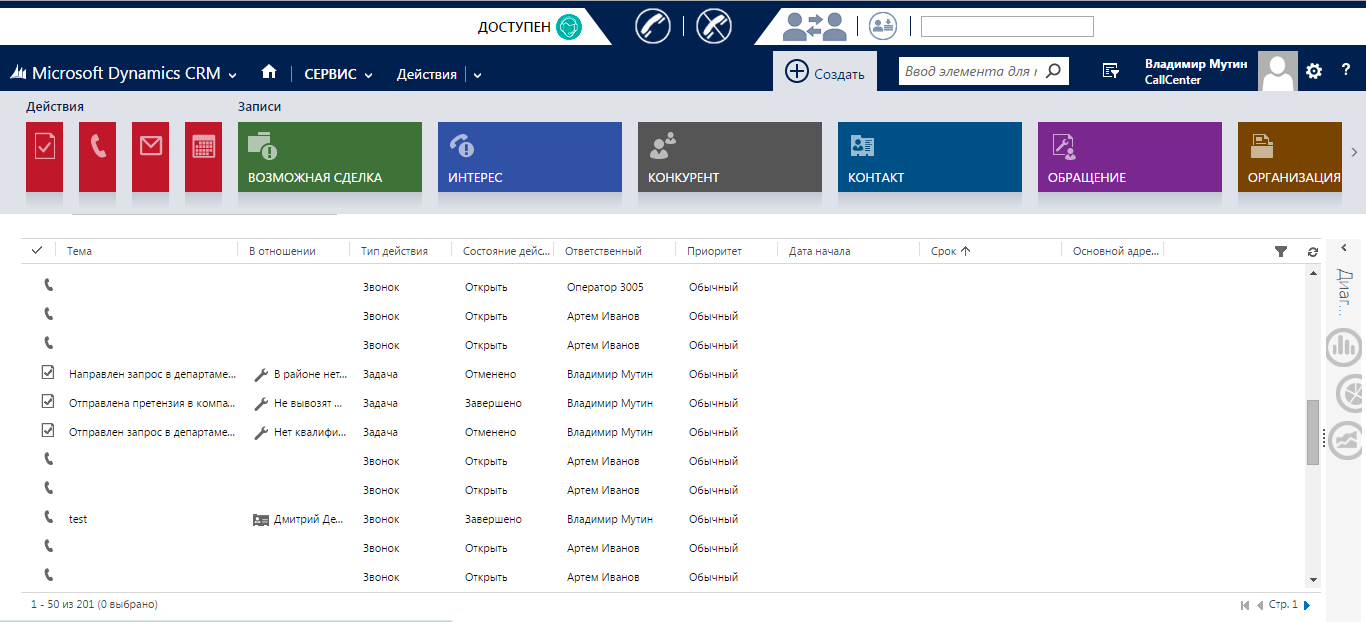 ДОСТУПЕН
Microsoft Dynamics CRM СЕРВИС Действия Создать Ввод элемента для Владимир Мутин
CallCenter
?
Действия Записи
ВОЗМОЖНАЯ СДЕЛКА ИНТЕРЕС КОНКУРЕНТ КОНТАКТ ОБРАЩЕНИЕ ОРГАНИЗАЦИЯ
Тема В отношении Тип действия Состояние дейс... Ответственный Приоритет Дата начала Срок Основной адре...
Диаг...
Звонок Открыть Оператор 3005 Обычный
Звонок Открыть Артем Иванов Обычный
Звонок Открыть Артем Иванов Обычный
Направлен запрос в департаме... В районе нет... Задача Отменено Владимир Мутин Обычный
Отправлена претензия в компа... Не вывозят ... Задача Завершено Владимир Мутин Обычный
Отправлен запрос в департаме... Нет квалифи... Задача Отменено Владимир Мутин Обычный
Звонок Открыть Артем Иванов Обычный
Звонок Открыть Артем Иванов Обычный
test Дмитрий Де... Звонок Завершено Владимир Мутин Обычный
Звонок Открыть Артем Иванов Обычный
Звонок Открыть Артем Иванов Обычный
1 - 50 из 201 (0 выбрано) Стр. 1